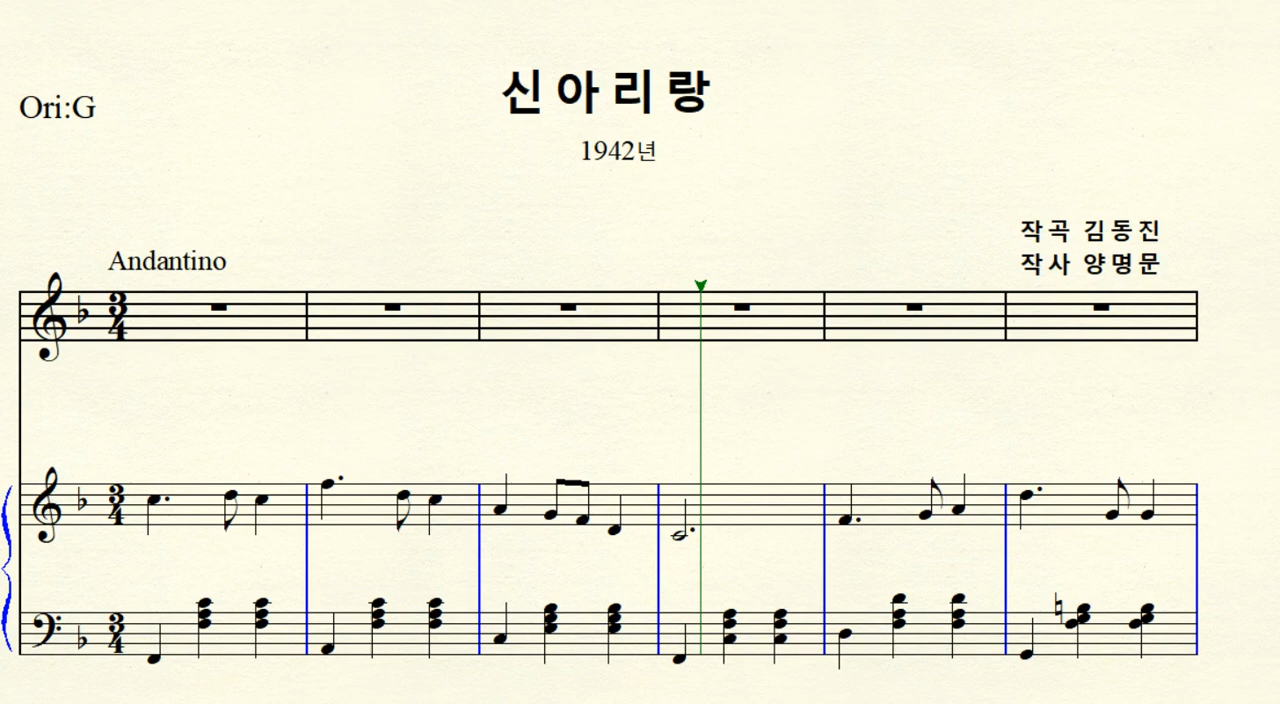 신아리랑
Ori:G
1942년
작곡 김동진
Andantino
작사 양명문